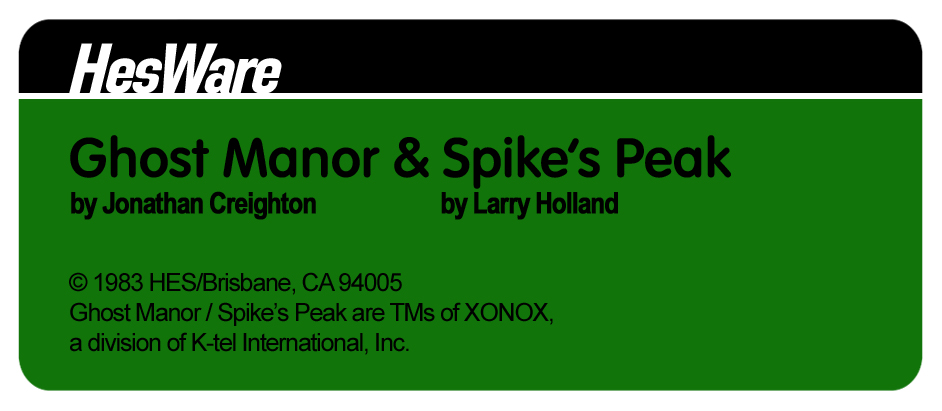 HesWare
Ghost Manor & Spike's Peak
by Jonathan Creighton by Larry Holland
© 1983 HES/Brisbane, CA 94005
Ghost Manor / Spike's Peak are TMs of XONOX,
a division of K-tel International, Inc.